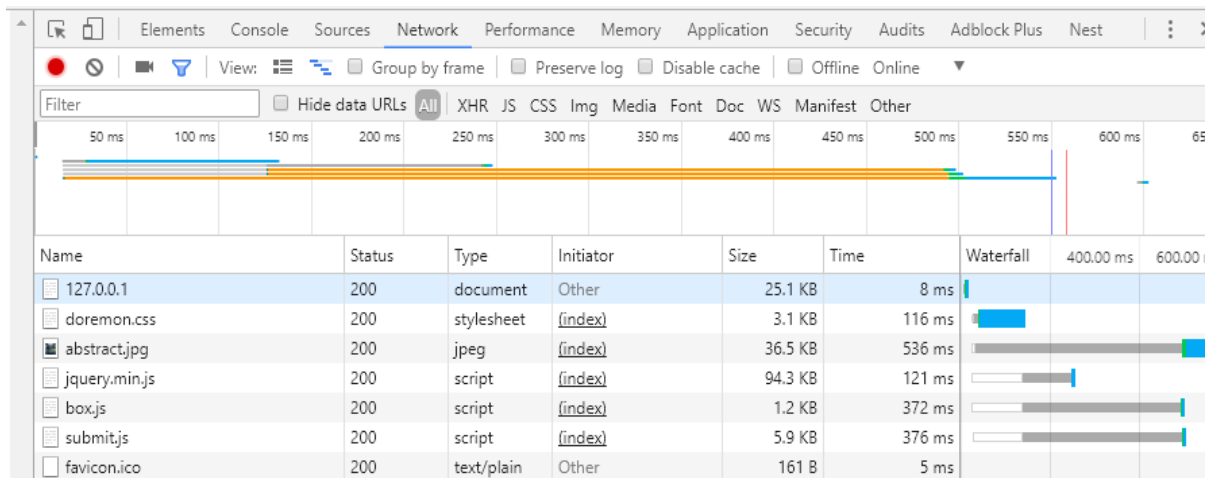 Elements Console Sources Network Performance Memory Application Security Audits Adblock Plus Nest
View: Group by frame Preserve log Disable cache Offline Online
Filter Hide data URLs All XHR JS CSS Img Media Font Doc WS Manifest Other
50 ms 100 ms 150 ms 200 ms 250 ms 300 ms 350 ms 400 ms 450 ms 500 ms 550 ms 600 ms 65
Name Status Type Initiator Size Time Waterfall 400.00 ms 600.00
127.0.0.1 200 document Other 25.1 KB 8 ms
doremon.css 200 stylesheet (index) 3.1 KB 116 ms
abstract.jpg 200 jpeg (index) 36.5 KB 536 ms
jquery.min.js 200 script (index) 94.3 KB 121 ms
box.js 200 script (index) 1.2 KB 372 ms
submit.js 200 script (index) 5.9 KB 376 ms
favicon.ico 200 text/plain Other 161 B 5 ms